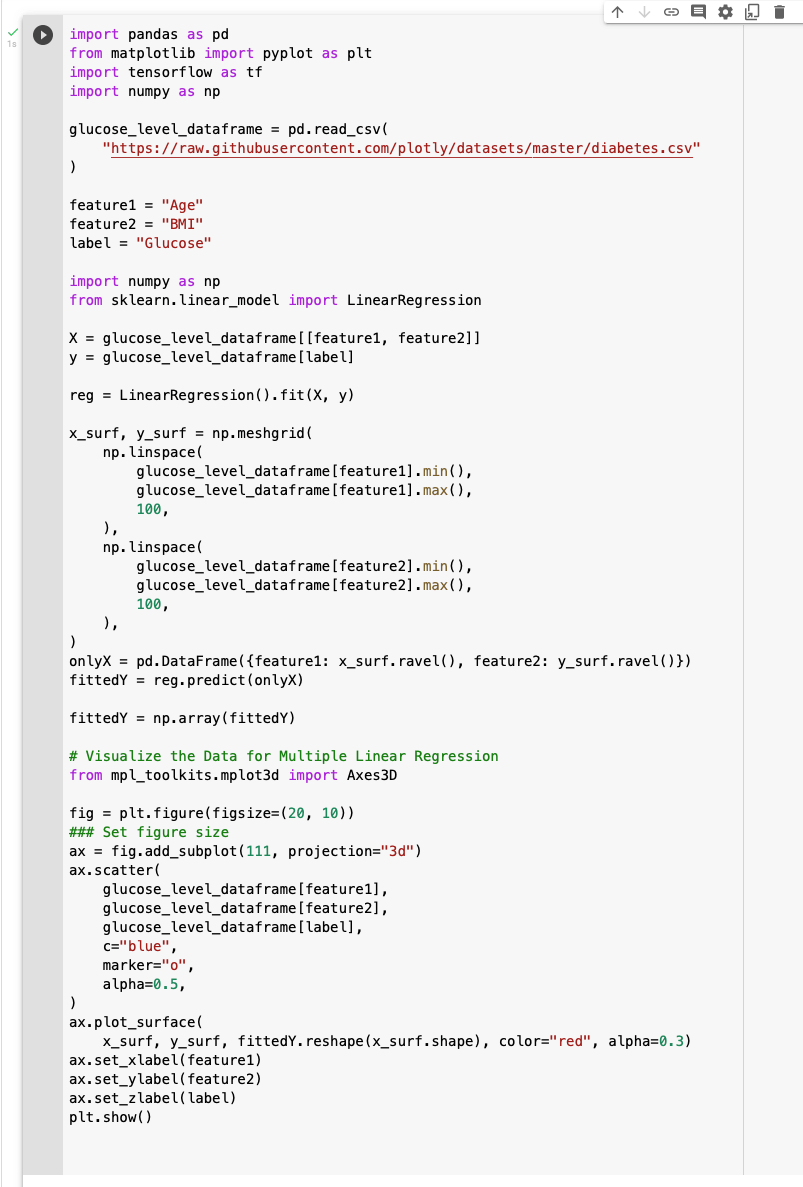 1s
import pandas as pd
from matplotlib import pyplot as plt
import tensorflow as tf
import numpy as np

glucose_level_dataframe = pd.read_csv(
    "https://raw.githubusercontent.com/plotly/datasets/master/diabetes.csv"
)

feature1 = "Age"
feature2 = "BMI"
label = "Glucose"

import numpy as np
from sklearn.linear_model import LinearRegression

X = glucose_level_dataframe[[feature1, feature2]]
y = glucose_level_dataframe[label]

reg = LinearRegression().fit(X, y)

x_surf, y_surf = np.meshgrid(
    np.linspace(
        glucose_level_dataframe[feature1].min(),
        glucose_level_dataframe[feature1].max(),
        100,
    ),
    np.linspace(
        glucose_level_dataframe[feature2].min(),
        glucose_level_dataframe[feature2].max(),
        100,
    ),
)
onlyX = pd.DataFrame({feature1: x_surf.ravel(), feature2: y_surf.ravel()})
fittedY = reg.predict(onlyX)

fittedY = np.array(fittedY)

# Visualize the Data for Multiple Linear Regression
from mpl_toolkits.mplot3d import Axes3D

fig = plt.figure(figsize=(20, 10))
### Set figure size
ax = fig.add_subplot(111, projection="3d")
ax.scatter(
    glucose_level_dataframe[feature1],
    glucose_level_dataframe[feature2],
    glucose_level_dataframe[label],
    c="blue",
    marker="o",
    alpha=0.5,
)
ax.plot_surface(
    x_surf, y_surf, fittedY.reshape(x_surf.shape), color="red", alpha=0.3)
ax.set_xlabel(feature1)
ax.set_ylabel(feature2)
ax.set_zlabel(label)
plt.show()